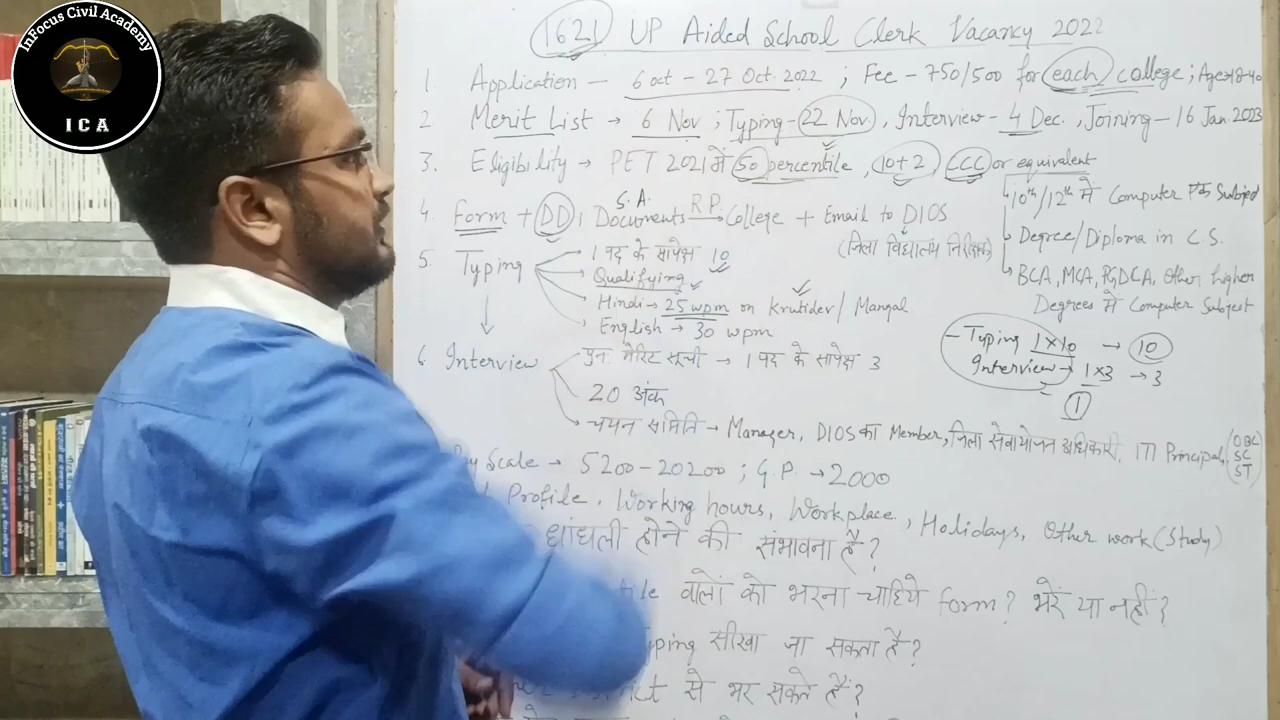 InFocus Civil Academy
ICA
1621 UP Aided School Clerk Vacancy 2022
1 Application — 6 oct - 27 Oct. 2022 ; Fee - 750/500 for each college ; Age→18-40
2 Merit List → 6 Nov ; Typing 22 Nov. , Interview - 4 Dec. , Joining - 16 Jan. 2023
3. Eligibility → PET 2021 में 50 percentile , 10+2 , CCC or equivalent
10th/12th में Computer एक Subject
Degree/Diploma in C.S.
BCA, MCA, PGDCA, Other higher
Degrees में Computer Subject
4. Form + DD, Documents S.A. R.P. → College + Email to DIOS
(जिला विद्यालय निरीक्षक)
5. Typing
1 पद के सापेक्ष 10
Qualifying
Hindi → 25 wpm on Krutidev / Mangal
English → 30 wpm
- Typing 1×10 → 10
Interview → 1×3 → 3
1
6. Interview
पुनः मेरिट सूची → 1 पद के सापेक्ष 3
20 अंक
चयन समिति → Manager, DIOS का Member, जिला सेवायोजन अधिकारी, ITI Principal, (OBC SC ST)
Scale → 5200-20200 ; G.P. → 2000
Profile, Working hours, Workplace, Holidays, Other work (Study)
धांधली होने की संभावना है?
वालों को भरना चाहिये form? भरें या नहीं?
yping सीखा जा सकता है?
से भर सकते हैं?